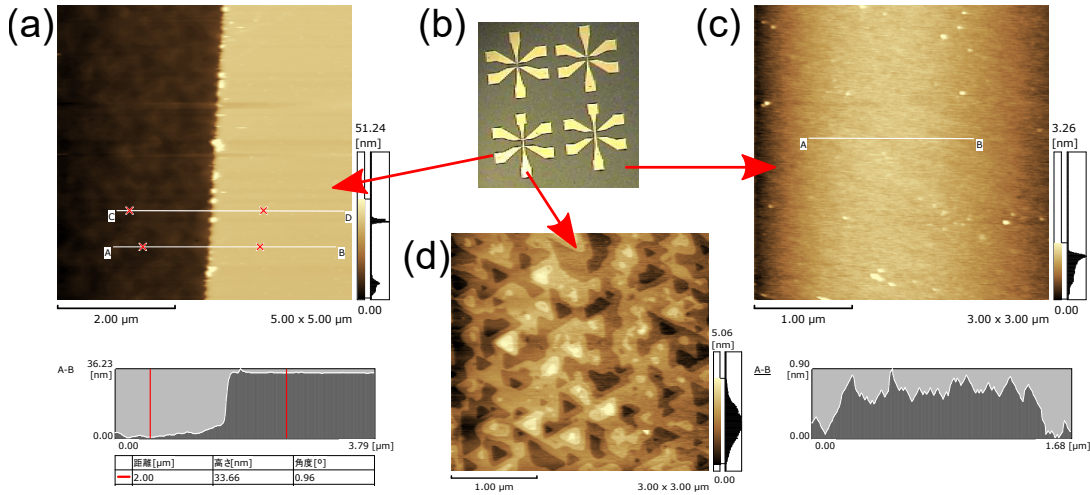 (a)
51.24
[nm]
C
D
A
B
0.00
2.00 μm
5.00 x 5.00 μm
A-B
36.23
[nm]
0.00
0.00
3.79 [μm]
距離[μm]
高さ[nm]
角度[º]
2.00
33.66
0.96
(b)
(c)
A
B
3.26
[nm]
0.00
1.00 μm
3.00 x 3.00 μm
(d)
5.06
[nm]
0.00
1.00 μm
3.00 x 3.00 μm
A-B
0.90
[nm]
0.00
0.00
1.68 [μm]